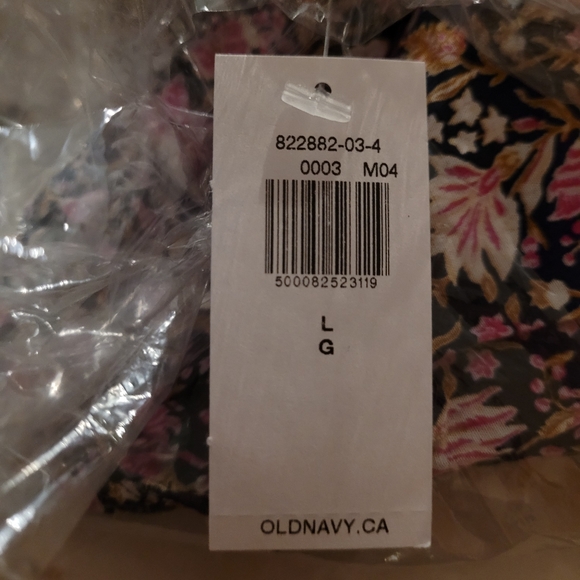 822882-03-4
0003 M04
500082523119
L
G
OLDNAVY.CA